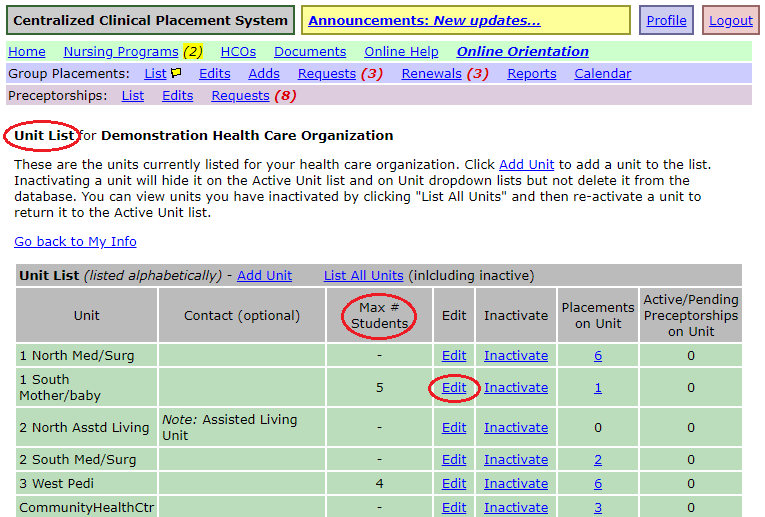 Centralized Clinical Placement System Announcements: New updates... Profile Logout
Home Nursing Programs (2) HCOs Documents Online Help Online Orientation
Group Placements: List Edits Adds Requests (3) Renewals (3) Reports Calendar
Preceptorships: List Edits Requests (8)
Unit List for Demonstration Health Care Organization
These are the units currently listed for your health care organization. Click Add Unit to add a unit to the list.
Inactivating a unit will hide it on the Active Unit list and on Unit dropdown lists but not delete it from the
database. You can view units you have inactivated by clicking "List All Units" and then re-activate a unit to
return it to the Active Unit list.
Go back to My Info
Unit List (listed alphabetically) - Add Unit List All Units (inlcluding inactive)
Unit Contact (optional) Max # Students Edit Inactivate Placements on Unit Active/Pending Preceptorships on Unit
1 North Med/Surg - Edit Inactivate 6 0
1 South Mother/baby 5 Edit Inactivate 1 0
2 North Asstd Living Note: Assisted Living Unit - Edit Inactivate 0 0
2 South Med/Surg - Edit Inactivate 2 0
3 West Pedi 4 Edit Inactivate 6 0
CommunityHealthCtr - Edit Inactivate 3 0